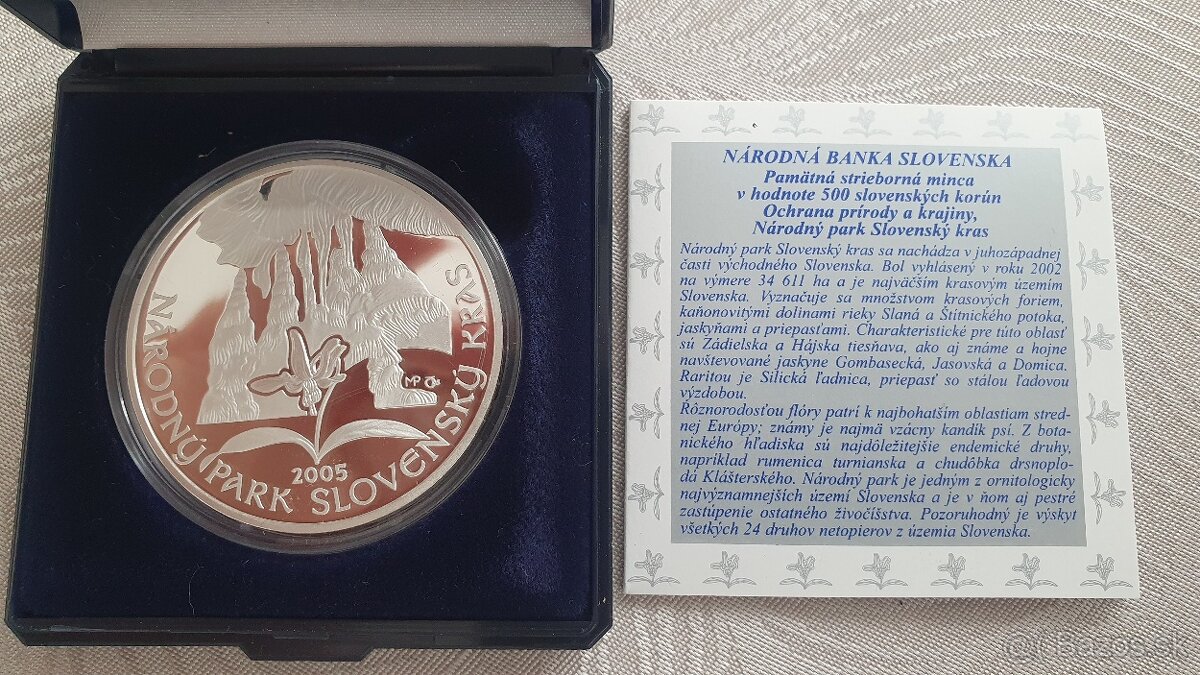 NÁRODNÝ PARK SLOVENSKÝ KRAS
MP
2005
NÁRODNÁ BANKA SLOVENSKA
Pamätná strieborná minca
v hodnote 500 slovenských korún
Ochrana prírody a krajiny,
Národný park Slovenský kras
Národný park Slovenský kras sa nachádza v juhozápadnej
časti východného Slovenska. Bol vyhlásený v roku 2002
na výmere 34 611 ha a je najväčším krasovým územím
Slovenska. Vyznačuje sa množstvom krasových foriem,
kaňonovitými dolinami rieky Slaná a Štítnického potoka,
jaskyňami a priepasťami. Charakteristické pre túto oblasť
sú Zádielska a Hájska tiesňava, ako aj známe a hojne
navštevované jaskyne Gombasecká, Jasovská a Domica.
Raritou je Silická ľadnica, priepasť so stálou ľadovou
výzdobou.
Rôznorodosťou flóry patrí k najbohatším oblastiam stred-
nej Európy; známy je najmä vzácny kandík psí. Z bota-
nického hľadiska sú najdôležitejšie endemické druhy,
napríklad rumenica turnianska a chudôbka drsnoplo-
dá Klášterského. Národný park je jedným z ornitologicky
najvýznamnejších území Slovenska a je v ňom aj pestré
zastúpenie ostatného živočíšstva. Pozoruhodný je výskyt
všetkých 24 druhov netopierov z územia Slovenska.
bazos.sk